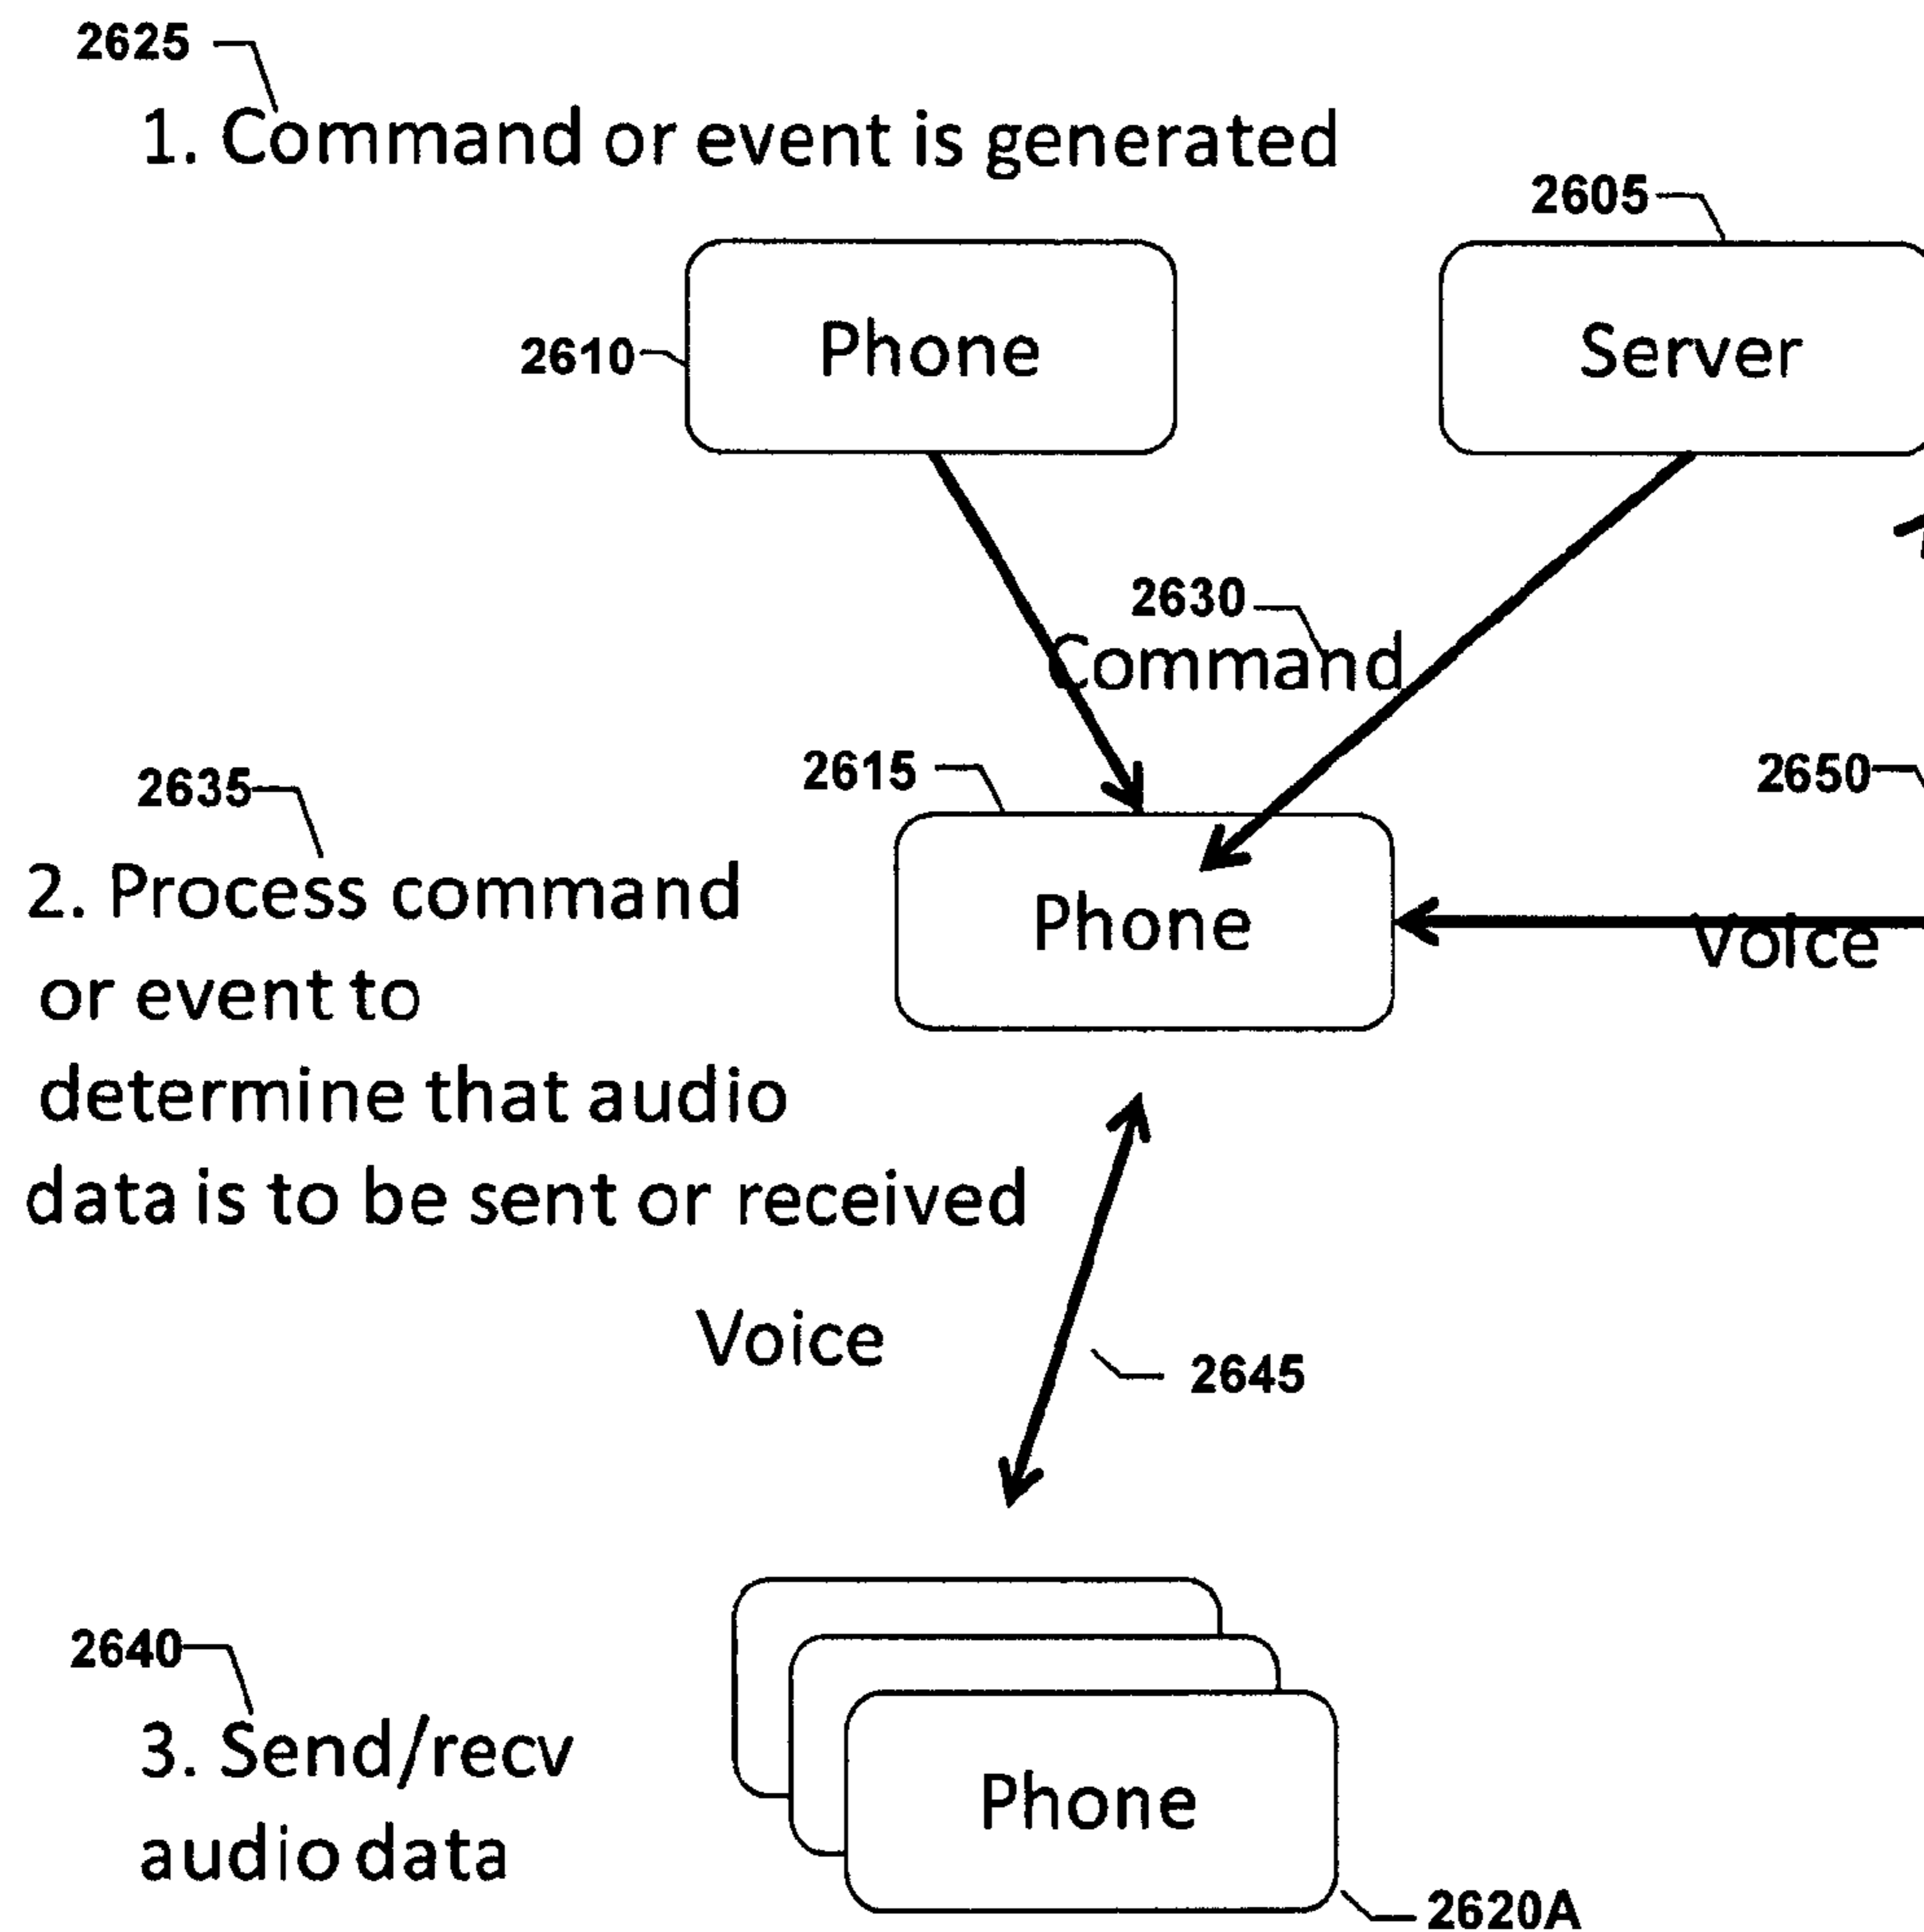 2625
1. Command or event is generated
2605
2610
Phone
Server
2630
Command
2615
2650
2635
2. Process command
or event to
determine that audio
data is to be sent or received
Phone
Voice
Voice
2645
2640
3. Send/recv
audio data
Phone
2620A